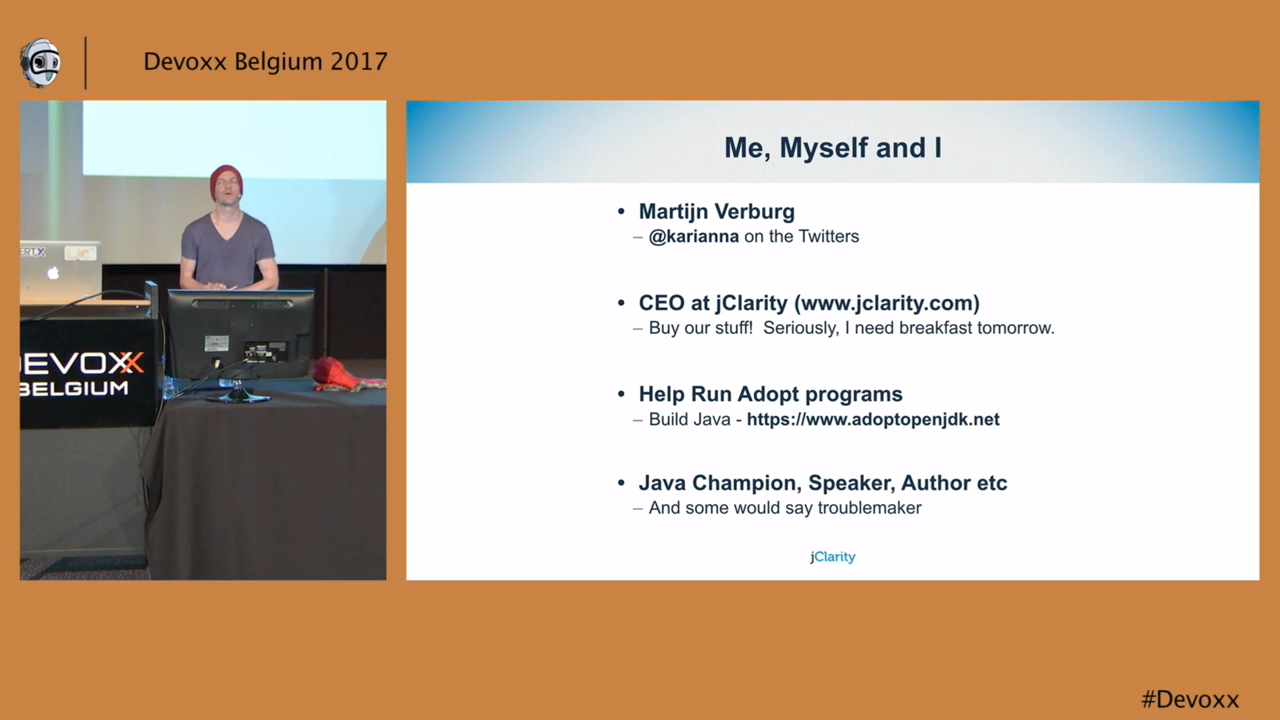 Devoxx Belgium 2017
EVOXX
BELGIUM
Me, Myself and I
• Martijn Verburg
– @karianna on the Twitters
• CEO at jClarity (www.jclarity.com)
– Buy our stuff!  Seriously, I need breakfast tomorrow.
• Help Run Adopt programs
– Build Java - https://www.adoptopenjdk.net
• Java Champion, Speaker, Author etc
– And some would say troublemaker
jClarity
#Devoxx